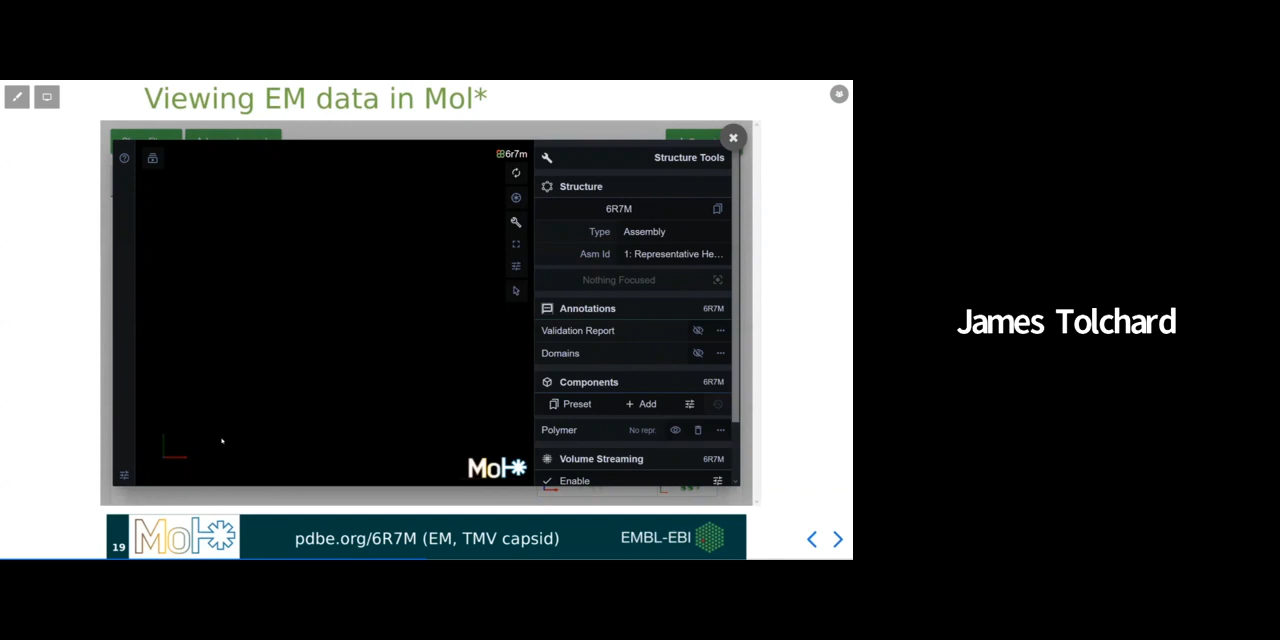 Viewing EM data in Mol*
6r7m
Structure Tools
Structure
6R7M
Type Assembly
Asm Id 1: Representative He...
Nothing Focused
Annotations 6R7M
Validation Report
Domains
Components 6R7M
Preset + Add
Polymer No repr.
Mol*
Volume Streaming 6R7M
Enable
19
Mol*
pdbe.org/6R7M (EM, TMV capsid)
EMBL-EBI
James Tolchard